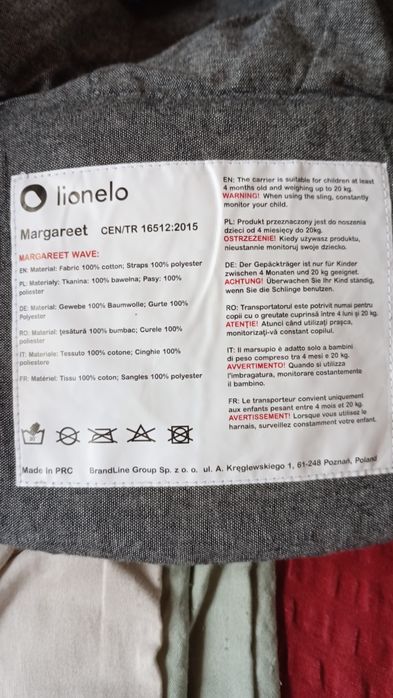 lionelo
Margareet CEN/TR 16512:2015
MARGAREET WAVE:
EN: Material: Fabric 100% cotton; Straps 100% polyester
PL: Materiały: Tkanina: 100% bawełna; Pasy: 100%
poliester
DE: Material: Gewebe 100% Baumwolle; Gurte 100%
Polyester
RO: Material: țesătură 100% bumbac; Curele 100%
poliester
IT: Materiale: Tessuto 100% cotone; Cinghie 100%
poliestere
FR: Matériel: Tissu 100% coton; Sangles 100% polyester
30
EN: The carrier is suitable for children at least
4 months old and weighing up to 20 kg.
WARNING! When using the sling, constantly
monitor your child.
PL: Produkt przeznaczony jest do noszenia
dzieci od 4 miesięcy do 20kg.
OSTRZEŻENIE! Kiedy używasz produktu,
nieustannie monitoruj swoje dziecko.
DE: Der Gepäckträger ist nur für Kinder
zwischen 4 Monaten und 20 kg geeignet.
ACHTUNG! Überwachen Sie Ihr Kind ständig,
wenn Sie die Schlinge benutzen.
RO: Transportatorul este potrivit numai pentru
copii cu o greutate cuprinsă între 4 luni și 20 kg.
ATENȚIE! Atunci când utilizați prașca,
monitorizați-vă constant copilul.
IT: Il marsupio è adatto solo a bambini
di peso compreso tra 4 mesi e 20 kg.
AVVERTIMENTO! Quando si utilizza
l'imbragatura, monitorare costantemente
il bambino.
FR: Le transporteur convient uniquement
aux enfants pesant entre 4 mois et 20 kg.
AVERTISSEMENT! Lorsque vous utilisez le
harnais, surveillez constamment votre enfant.
Made in PRC BrandLine Group Sp. z o. o. ul. A. Kręglewskiego 1, 61-248 Poznań, Poland